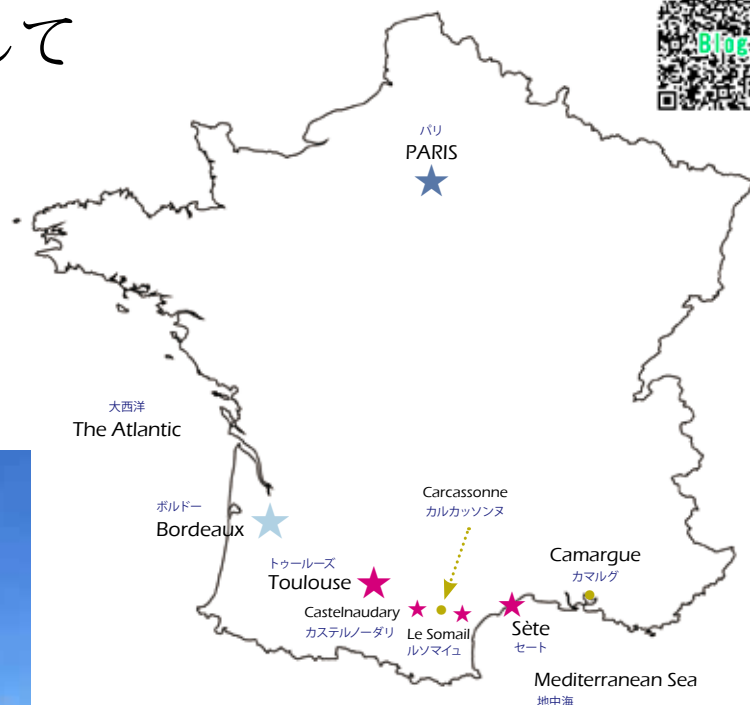 して
Blog
パリ
PARIS
大西洋
The Atlantic
ボルドー
Bordeaux
Carcassonne
カルカッソンヌ
トゥールーズ
Toulouse
Camargue
カマルグ
Castelnaudary
カステルノーダリ
Le Somail
ルソマイュ
Sète
セート
Mediterranean Sea
地中海